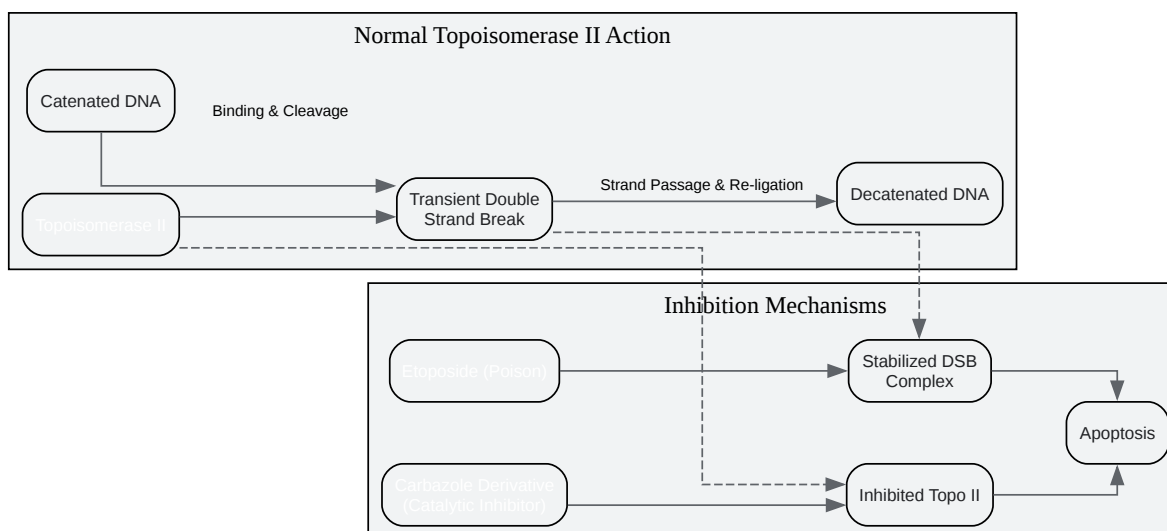 Normal Topoisomerase II Action
Catenated DNA
Binding & Cleavage
Topoisomerase II
Transient Double
Strand Break
Strand Passage & Re-ligation
Decatenated DNA
Inhibition Mechanisms
Etoposide (Poison)
Stabilized DSB
Complex
Apoptosis
Carbazole Derivative
(Catalytic Inhibitor)
Inhibited Topo II